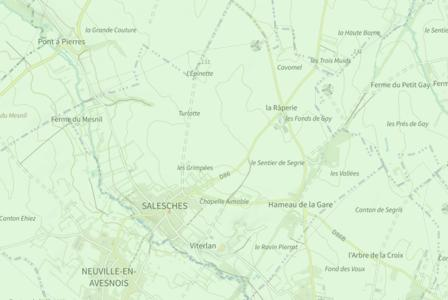 la Grande Couture
la Haute Borne
Pont à Pierres
les Trois Muids
Cavomel
l'Épinette
Ferme du Petit Gay
la Râperie
Turlotte
les Fonds de Gay
Ferme du Mesnil
les Prés de Gay
le Sentier de Segrie
les Grimpées
D86
les Vallées
SALESCHES
Chapelle Aimable
Hameau de la Gare
Canton de Segris
Canton Ehiez
Viterlan
le Ravin Pierrot
l'Arbre de la Croix
Fond des Vaux
NEUVILLE-EN-
AVESNOIS